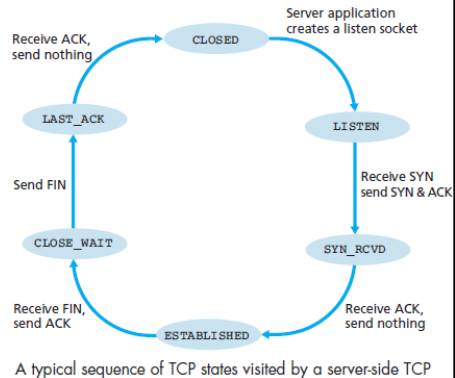 Server application
creates a listen socket
Receive ACK,
send nothing
CLOSED
LAST_ACK
LISTEN
Send FIN
Receive SYN
send SYN & ACK
CLOSE_WAIT
SYN_RCVD
Receive FIN,
send ACK
Receive ACK,
send nothing
ESTABLISHED
A typical sequence of TCP states visited by a server-side TCP